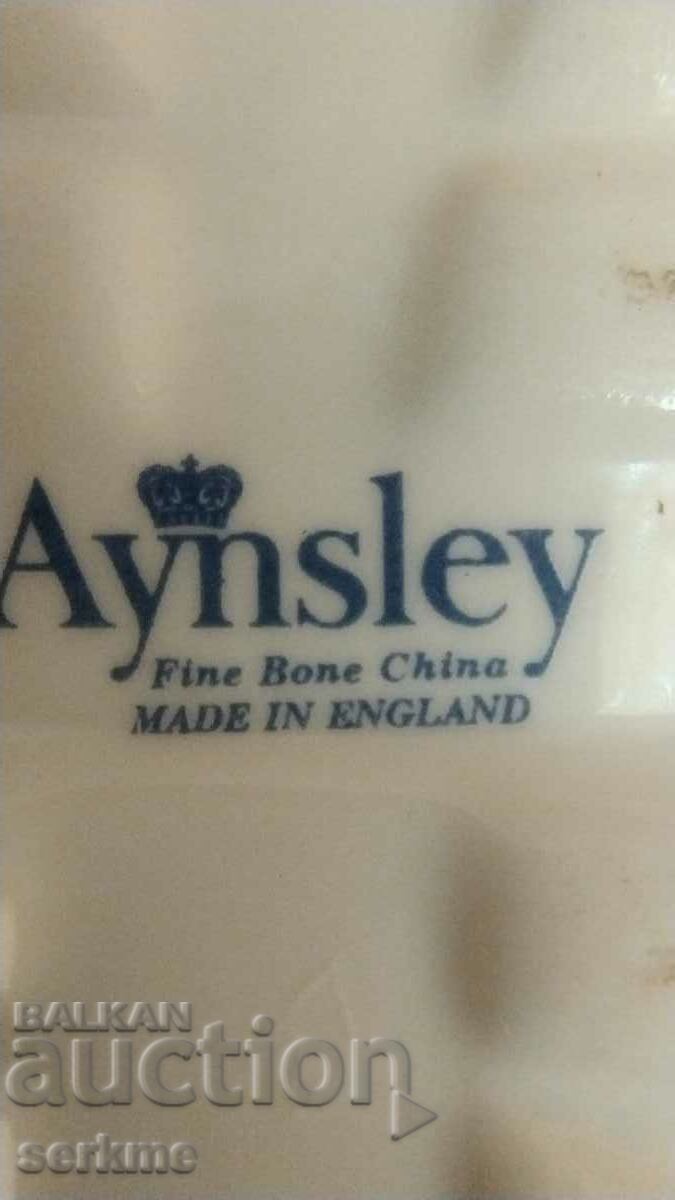 Aynsley
Fine Bone China
MADE IN ENGLAND
BALKAN
auction
serkme